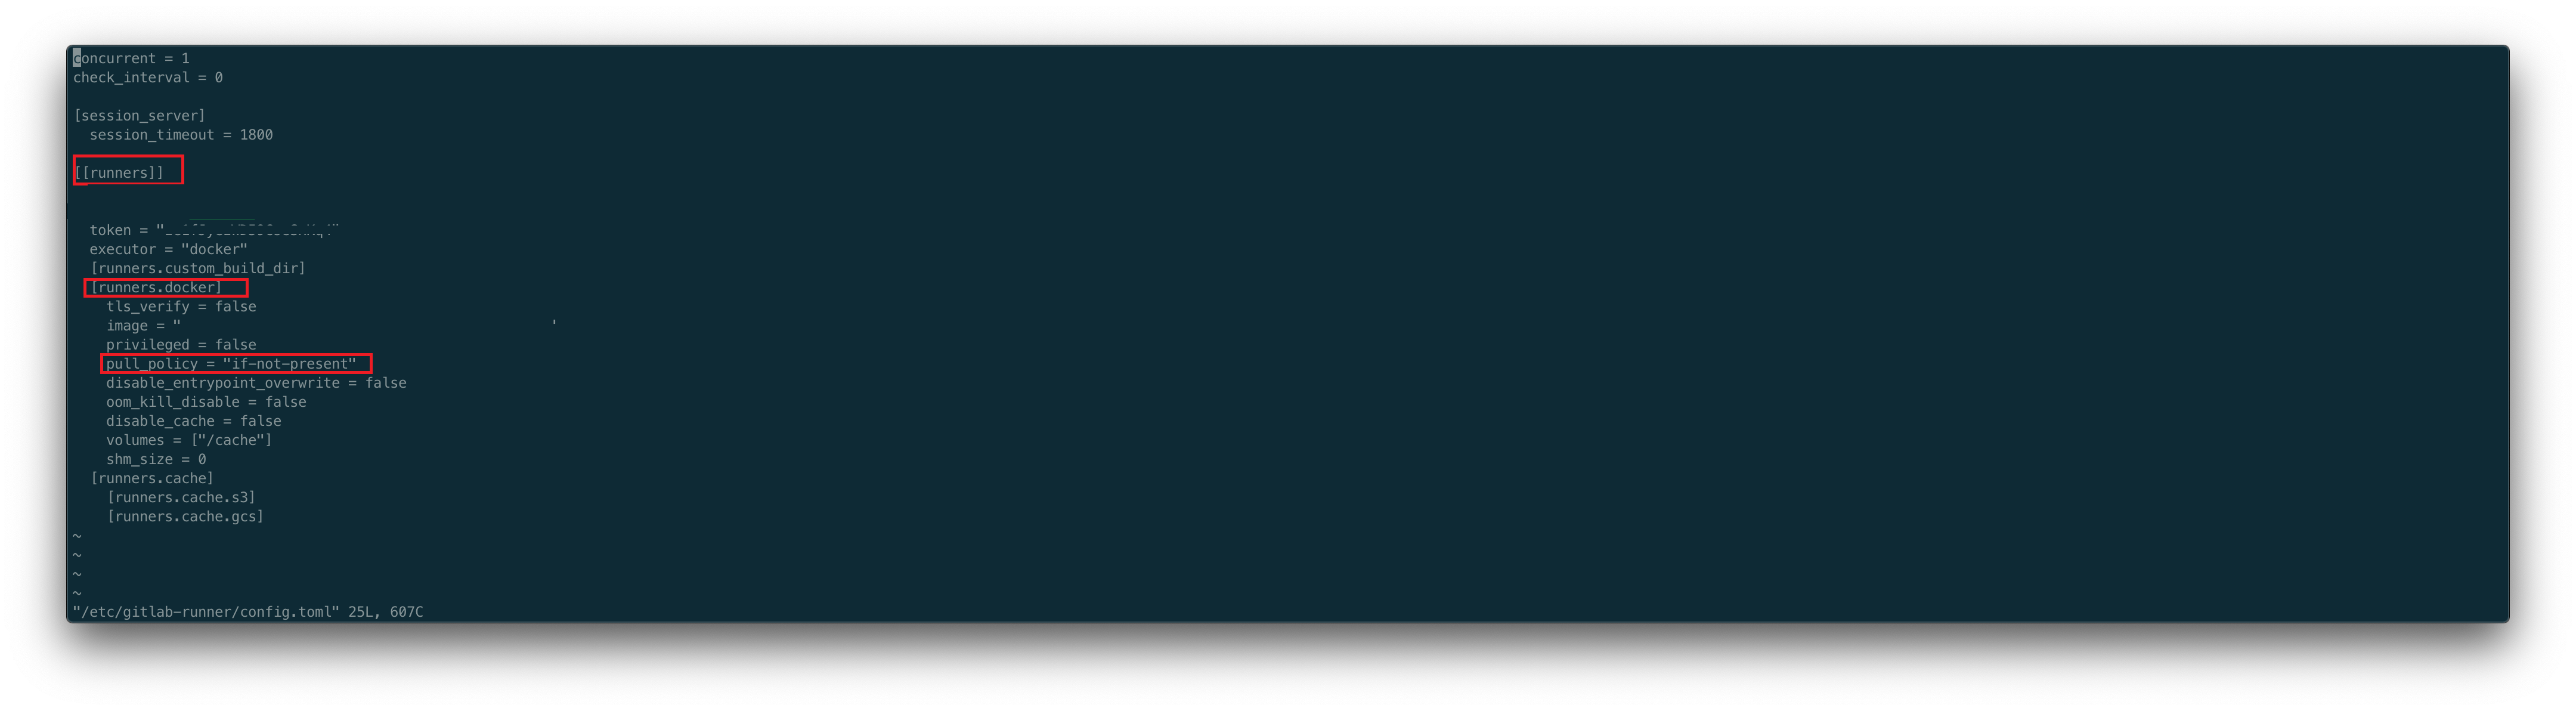 concurrent = 1
check_interval = 0
[session_server]
session_timeout = 1800
[[runners]]
token = "
executor = "docker"
[runners.custom_build_dir]
[runners.docker]
tls_verify = false
image = "                                             '
privileged = false
pull_policy = "if-not-present"
disable_entrypoint_overwrite = false
oom_kill_disable = false
disable_cache = false
volumes = ["/cache"]
shm_size = 0
[runners.cache]
[runners.cache.s3]
[runners.cache.gcs]
~
~
~
~
"/etc/gitlab-runner/config.toml" 25L, 607C